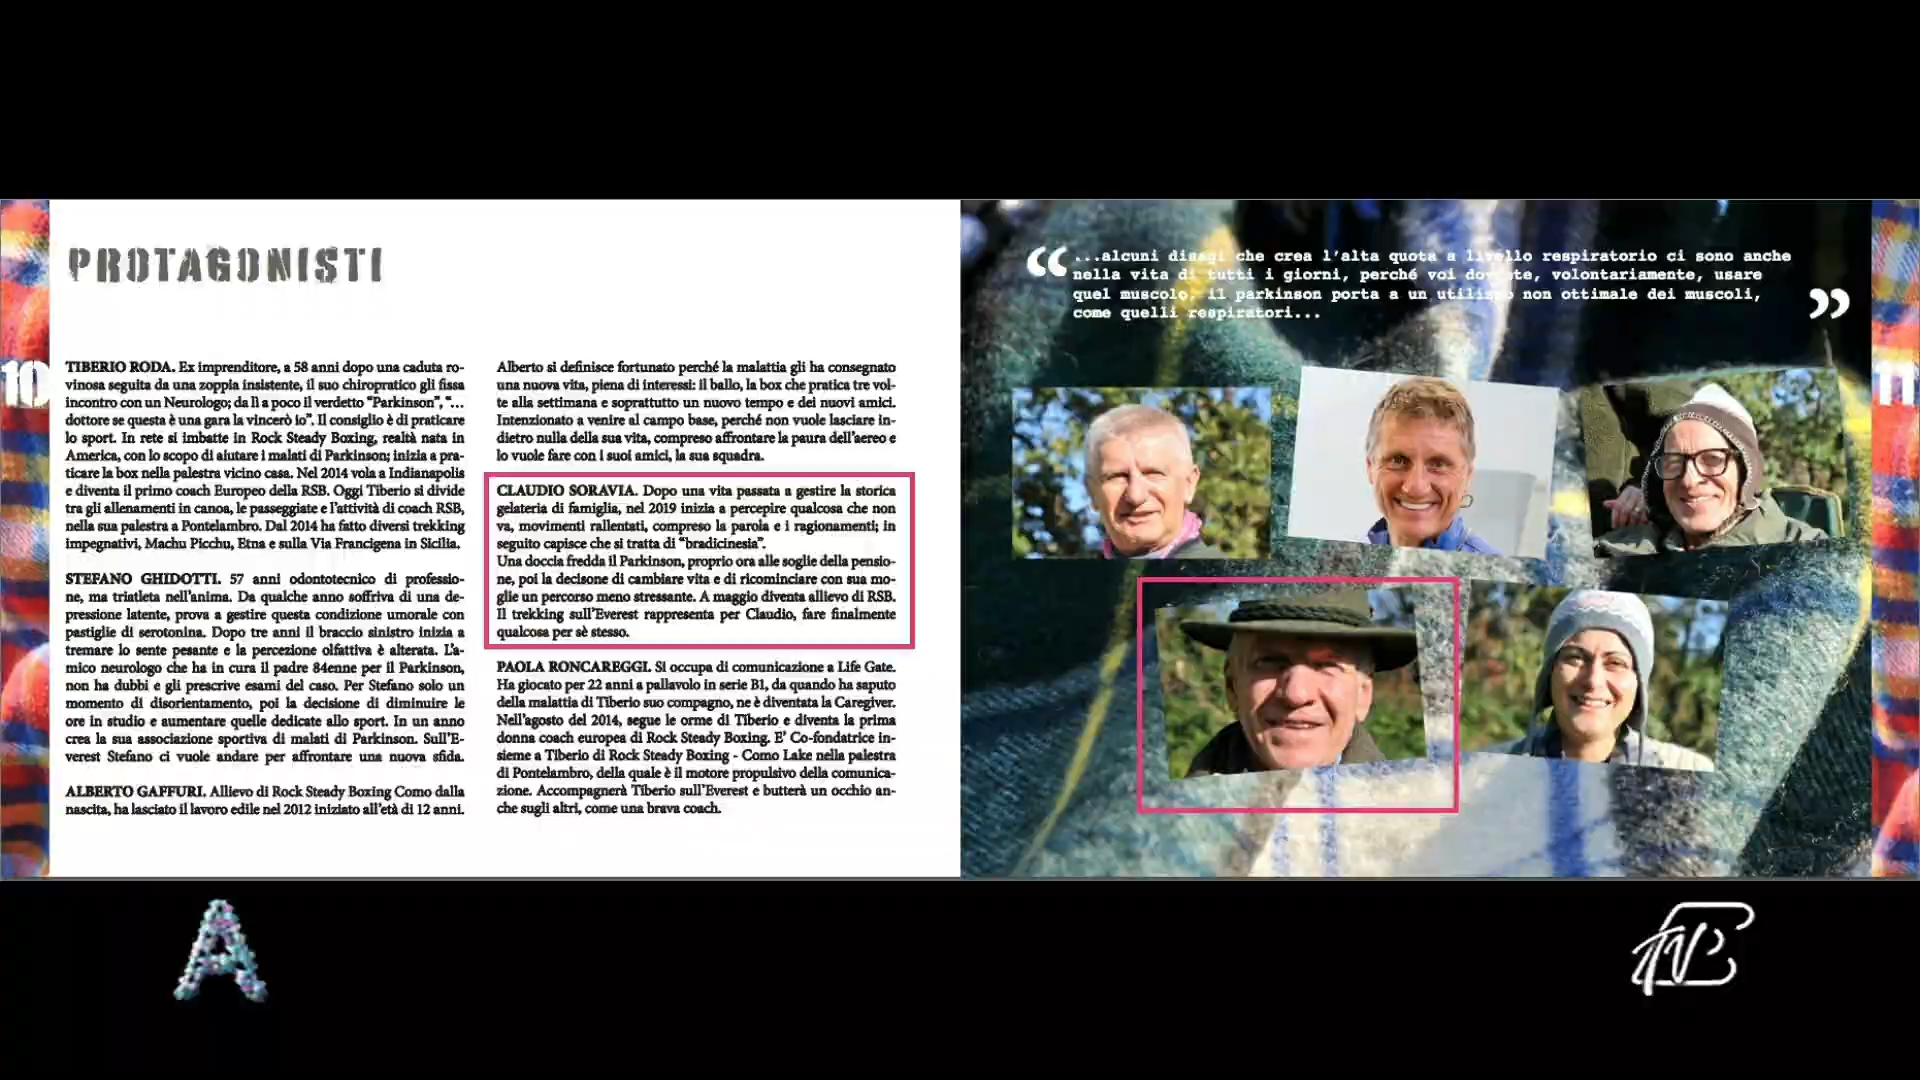 PROTAGONISTI
10
TIBERIO RODA. Ex imprenditore, a 58 anni dopo una caduta ro-
vinosa seguita da una zoppia insistente, il suo chiropratico gli fissa
incontro con un Neurologo; da lì a poco il verdetto "Parkinson", "...
dottore se questa è una gara la vincerò io". Il consiglio è di praticare
lo sport. In rete si imbatte in Rock Steady Boxing, realtà nata in
America, con lo scopo di aiutare i malati di Parkinson; inizia a pra-
ticare la box nella palestra vicino casa. Nel 2014 vola a Indianapolis
e diventa il primo coach Europeo della RSB. Oggi Tiberio si divide
tra gli allenamenti in canoa, le passeggiate e l'attività di coach RSB,
nella sua palestra a Pontelambro. Dal 2014 ha fatto diversi trekking
impegnativi, Machu Picchu, Etna e sulla Via Francigena in Sicilia.
STEFANO GHIDOTTI. 57 anni odontotecnico di professio-
ne, ma triatleta nell'anima. Da qualche anno soffriva di una de-
pressione latente, prova a gestire questa condizione umorale con
pastiglie di serotonina. Dopo tre anni il braccio sinistro inizia a
tremare lo sente pesante e la percezione olfattiva è alterata. L'a-
mico neurologo che ha in cura il padre 84enne per il Parkinson,
non ha dubbi e gli prescrive esami del caso. Per Stefano solo un
momento di disorientamento, poi la decisione di diminuire le
ore in studio e aumentare quelle dedicate allo sport. In un anno
crea la sua associazione sportiva di malati di Parkinson. Sull'E-
verest Stefano ci vuole andare per affrontare una nuova sfida.
ALBERTO GAFFURI. Allievo di Rock Steady Boxing Como dalla
nascita, ha lasciato il lavoro edile nel 2012 iniziato all'età di 12 anni.
Alberto si definisce fortunato perché la malattia gli ha consegnato
una nuova vita, piena di interessi: il ballo, la box che pratica tre vol-
te alla settimana e soprattutto un nuovo tempo e dei nuovi amici.
Intenzionato a venire al campo base, perché non vuole lasciare in-
dietro nulla della sua vita, compreso affrontare la paura dell'aereo e
lo vuole fare con i suoi amici, la sua squadra.
CLAUDIO SORAVIA. Dopo una vita passata a gestire la storica
gelateria di famiglia, nel 2019 inizia a percepire qualcosa che non
va, movimenti rallentati, compreso la parola e i ragionamenti; in
seguito capisce che si tratta di "bradicinesia".
Una doccia fredda il Parkinson, proprio ora alle soglie della pensio-
ne, poi la decisone di cambiare vita e di ricominciare con sua mo-
glie un percorso meno stressante. A maggio diventa allievo di RSB.
Il trekking sull'Everest rappresenta per Claudio, fare finalmente
qualcosa per sè stesso.
PAOLA RONCAREGGI. Si occupa di comunicazione a Life Gate.
Ha giocato per 22 anni a pallavolo in serie B1, da quando ha saputo
della malattia di Tiberio suo compagno, ne è diventata la Caregiver.
Nell'agosto del 2014, segue le orme di Tiberio e diventa la prima
donna coach europea di Rock Steady Boxing. E' Co-fondatrice in-
sieme a Tiberio di Rock Steady Boxing - Como Lake nella palestra
di Pontelambro, della quale è il motore propulsivo della comunica-
zione. Accompagnerà Tiberio sull'Everest e butterà un occhio an-
che sugli altri, come una brava coach.
“...alcuni disagi che crea l'alta quota a livello respiratorio ci sono anche
nella vita di tutti i giorni, perché voi dovete, volontariamente, usare
quel muscolo, il parkinson porta a un utilizzo non ottimale dei muscoli,
come quelli respiratori...”
11
A